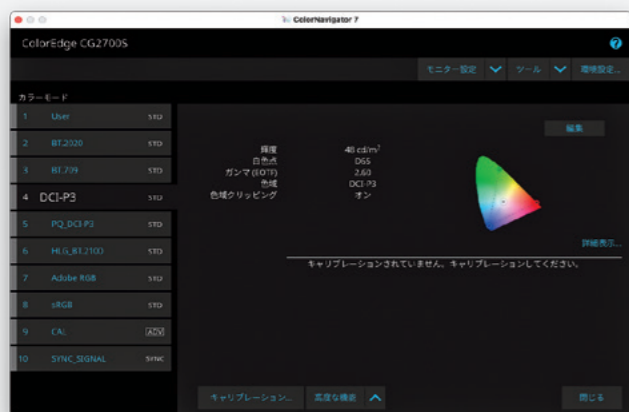 ColorNavigator 7
ColorEdge CG2700S
?
モニター設定 ツール 環境設定...
カラーモード
1 User STD
2 BT.2020 STD
3 BT.709 STD
4 DCI-P3 STD
5 PQ_DCI-P3 STD
6 HLG_BT.2100 STD
7 Adobe RGB STD
8 sRGB STD
9 CAL ADV
10 SYNC_SIGNAL SYNC
編集
輝度 48 cd/m²
白色点 D65
ガンマ (EOTF) 2.60
色域 DCI-P3
色域クリッピング オン
詳細表示...
キャリブレーションされていません。キャリブレーションしてください。
キャリブレーション... 高度な機能 閉じる